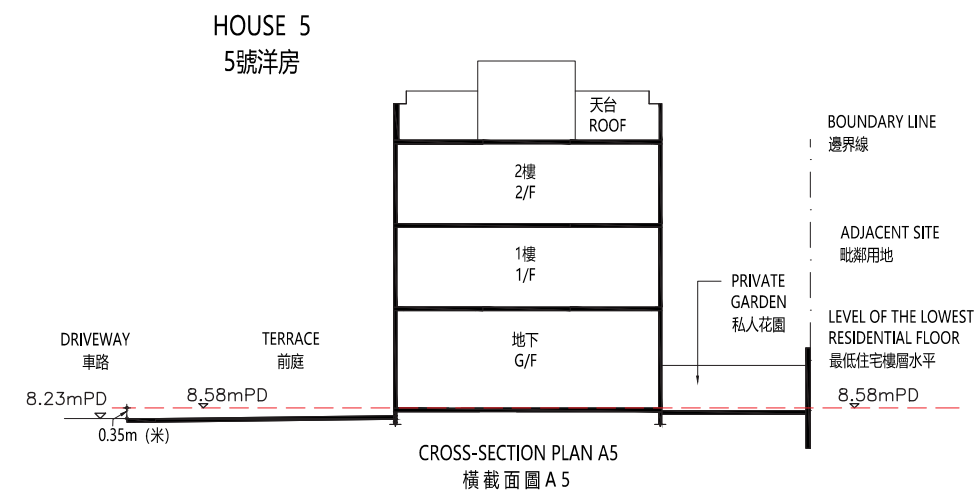 HOUSE 5
5號洋房
天台
ROOF
BOUNDARY LINE
邊界線
2樓
2/F
ADJACENT SITE
毗鄰用地
1樓
1/F
PRIVATE
GARDEN
私人花園
LEVEL OF THE LOWEST
RESIDENTIAL FLOOR
最低住宅樓層水平
DRIVEWAY
車路
TERRACE
前庭
地下
G/F
8.23mPD
8.58mPD
8.58mPD
0.35m (米)
CROSS-SECTION PLAN A5
橫截面圖 A 5